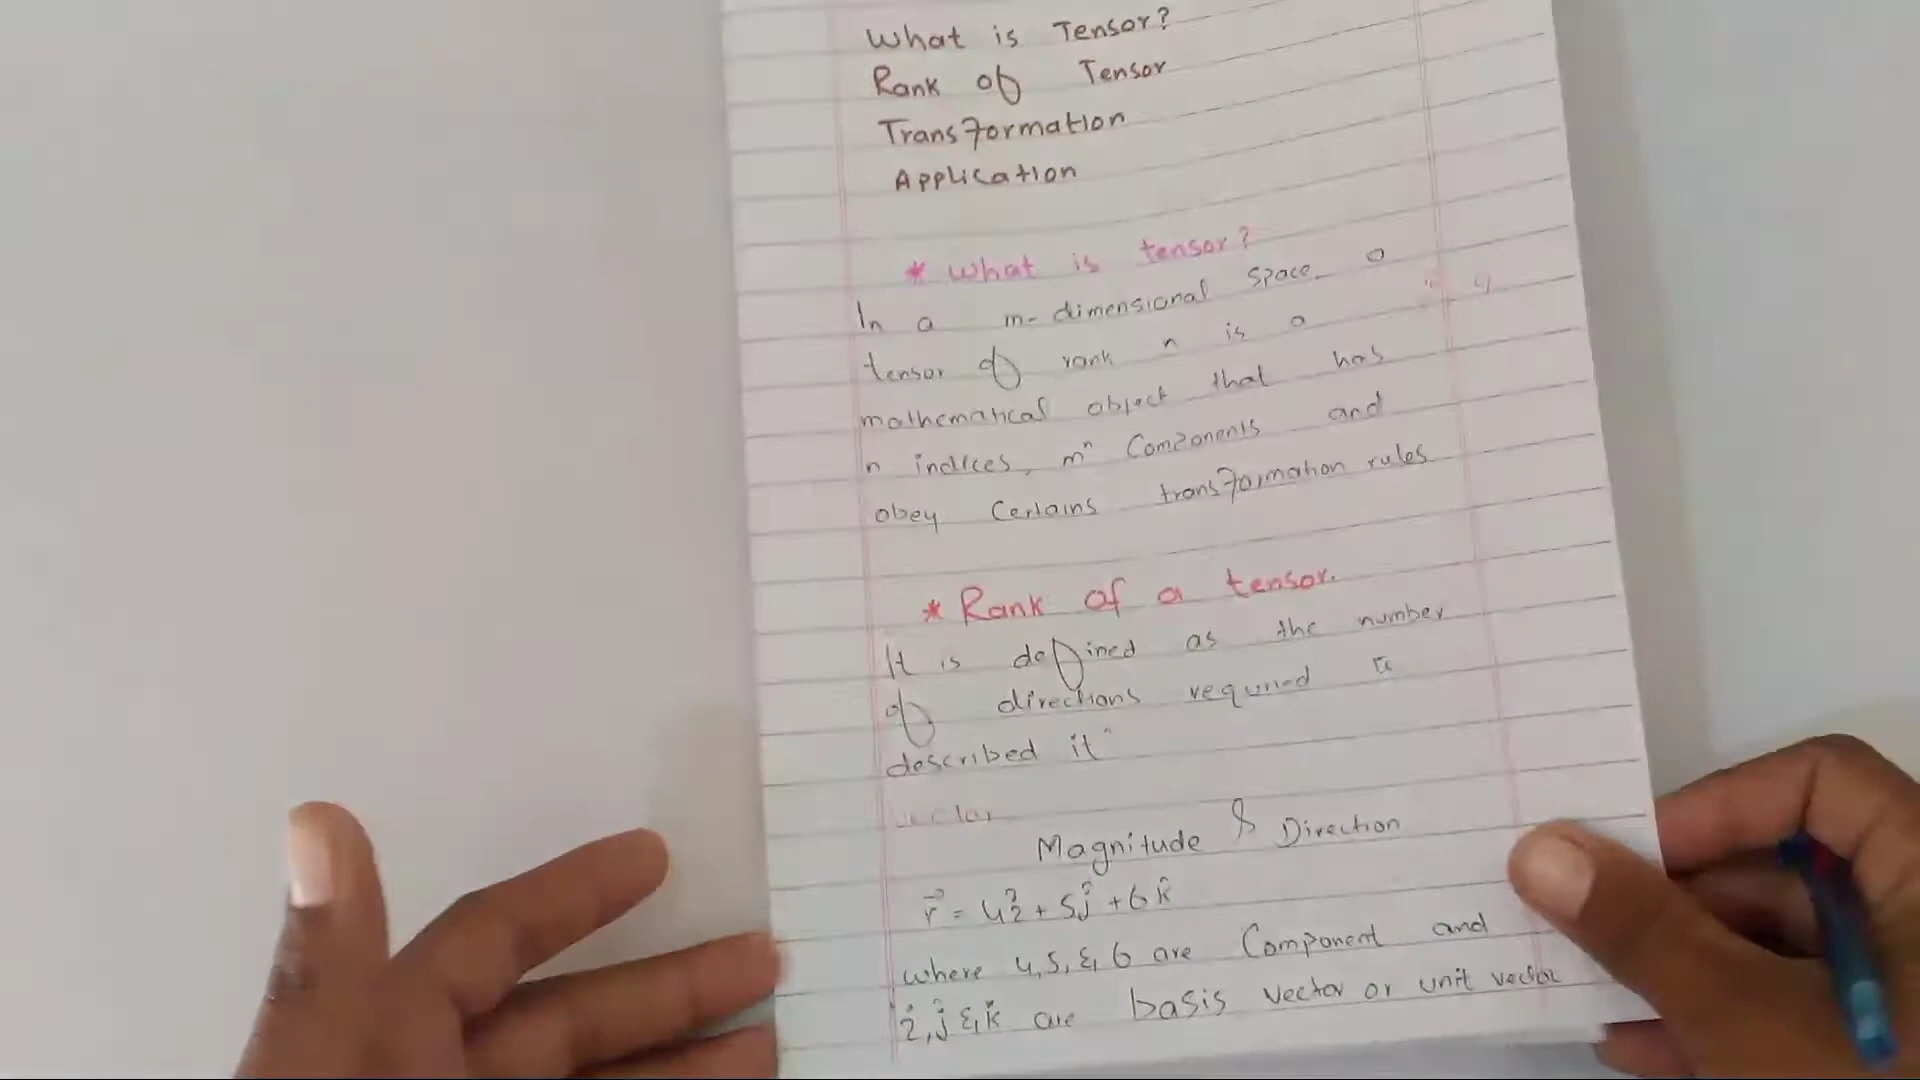 What is Tensor?
Rank of Tensor
Transformation
Application
* What is tensor?
In a m-dimensional space a
tensor of rank n is a
mathematical object that has
n indices, mⁿ Components and
obey Certains transformation rules
* Rank of a tensor.
It is defined as the number
of directions required to
described it"
Magnitude & Direction
r⃗ = 4î + 5ĵ + 6k̂
where 4, 5, & 6 are Component and
î, ĵ & k̂ are basis vector or unit vector